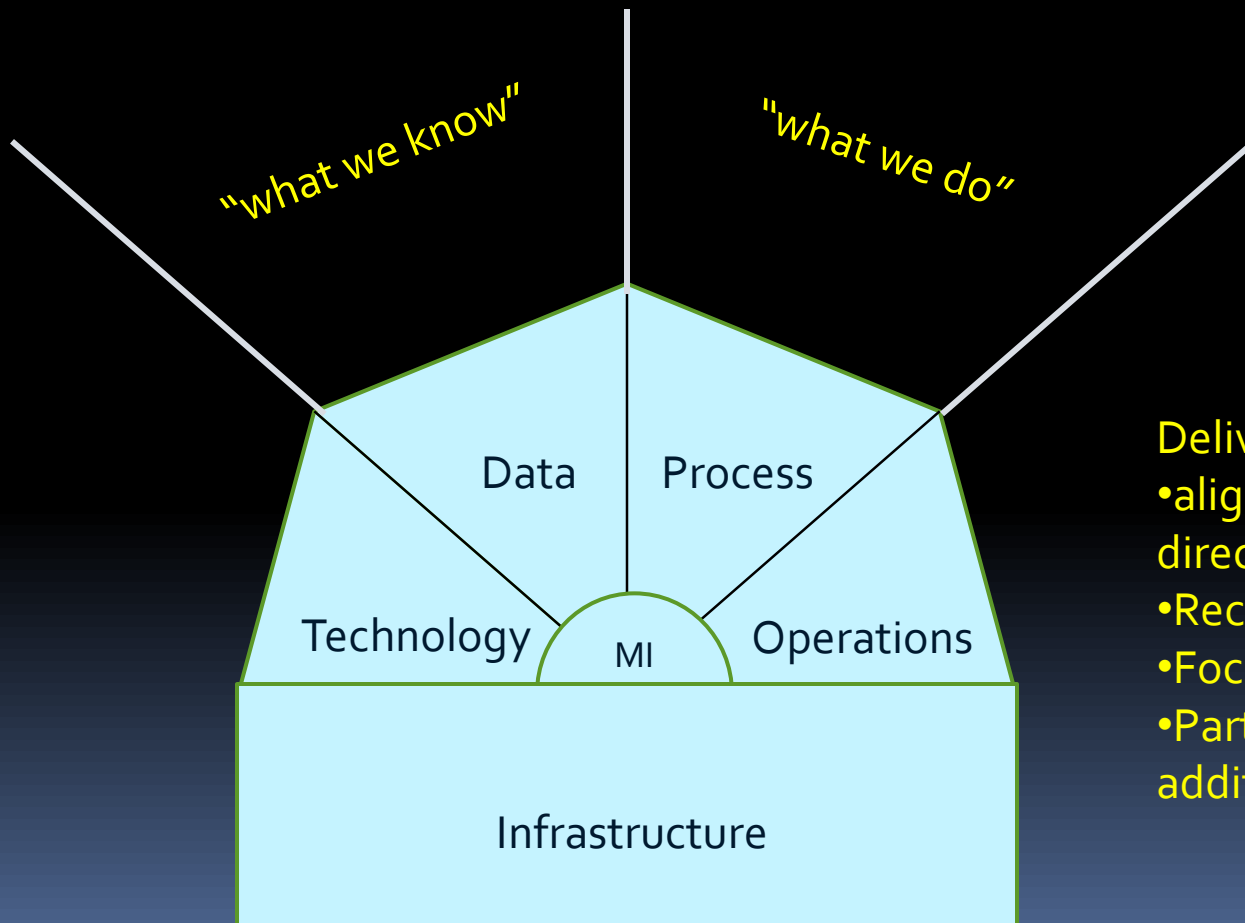 “what we know”
“what we do”
Data
Process
Technology
MI
Operations
Infrastructure
•
•
•
•